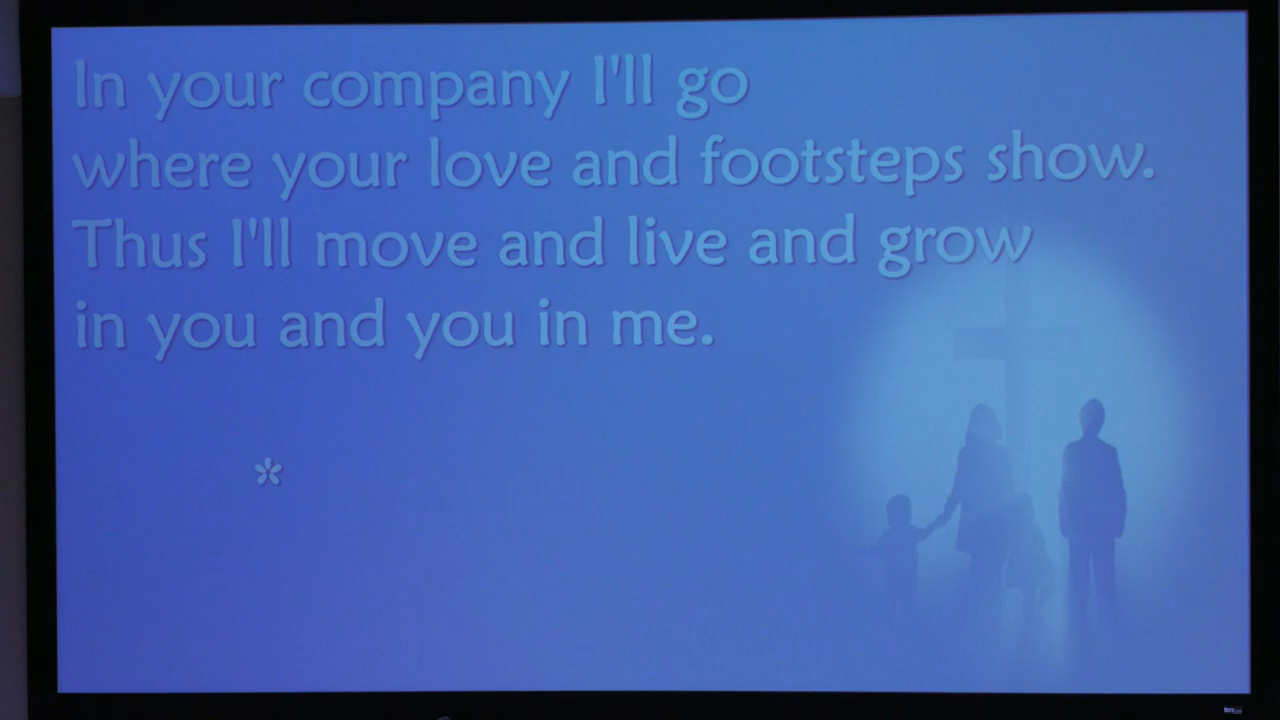 In your company I'll go
where your love and footsteps show.
Thus I'll move and live and grow
in you and you in me.
*